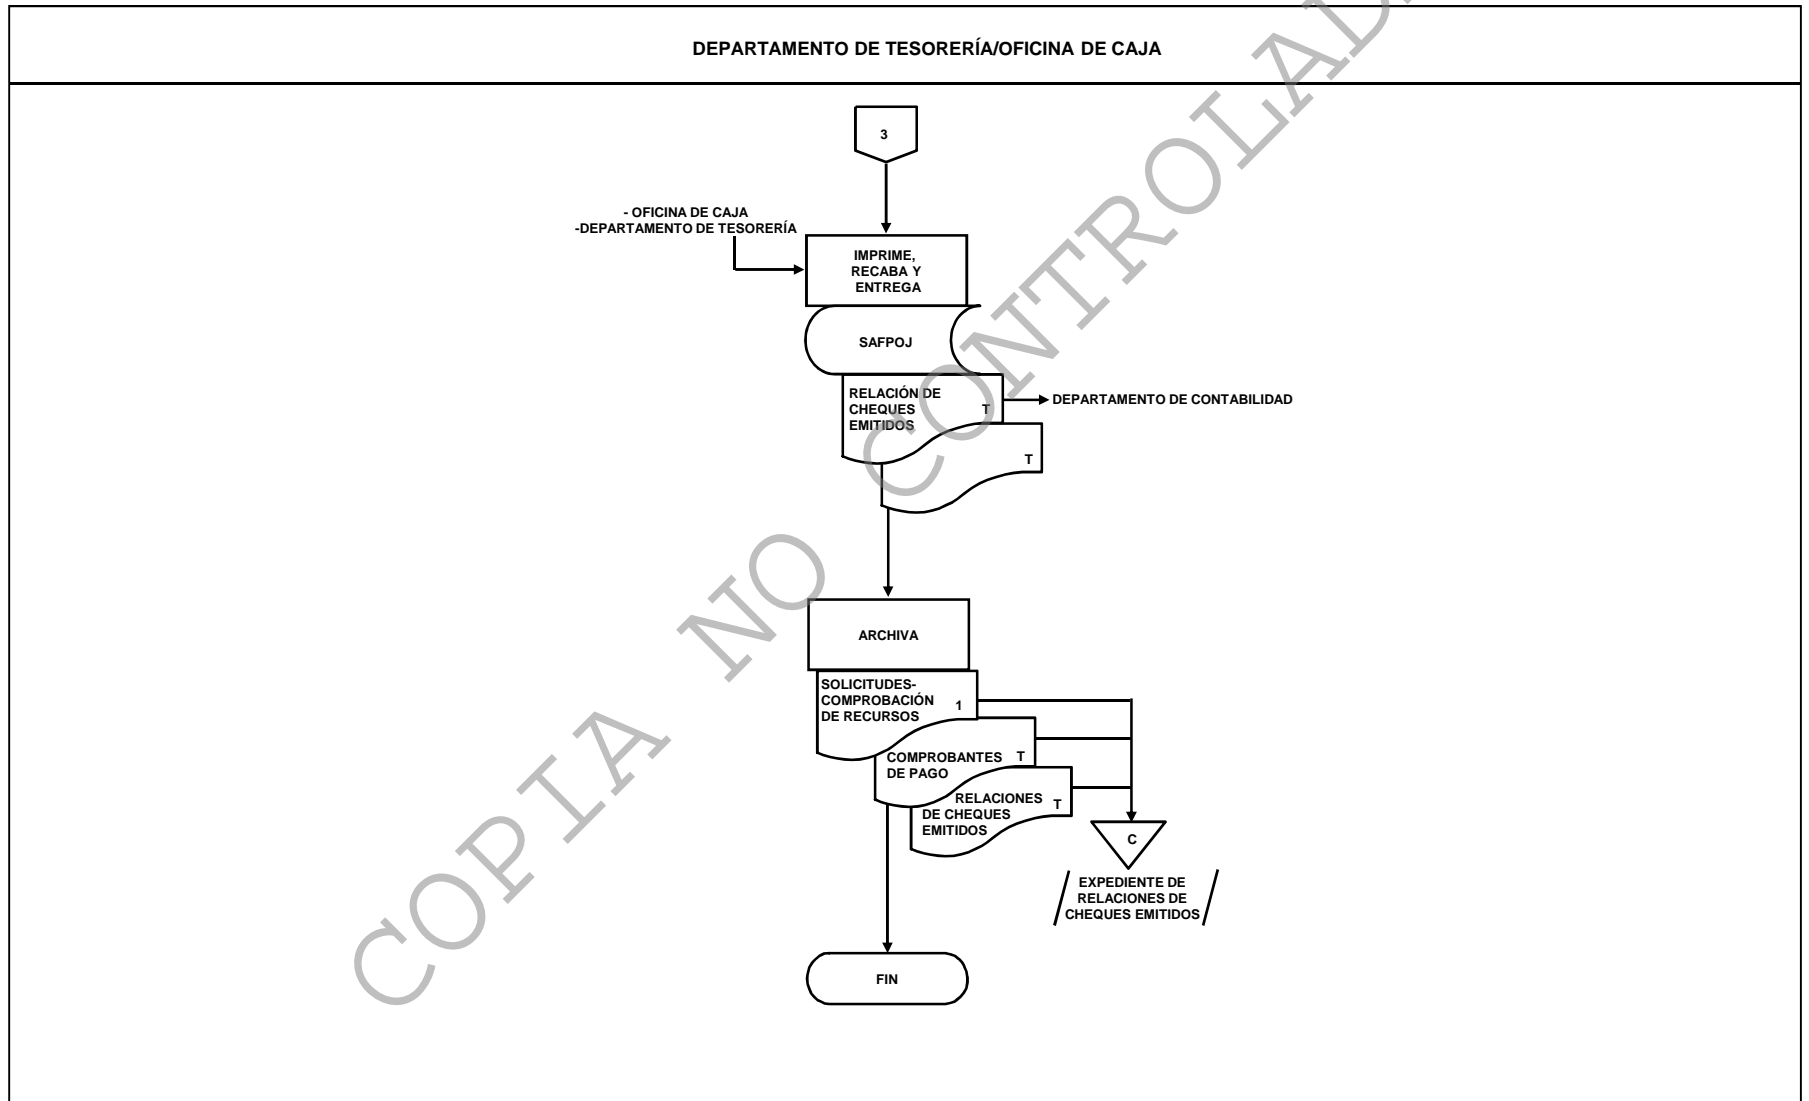 DEPARTAMENTO DE TESORERÍA/OFICINA DE CAJA
3
- OFICINA DE CAJA
-DEPARTAMENTO DE TESORERÍA
IMPRIME,
RECABA Y
ENTREGA
SAFPOJ
RELACIÓN DE
CHEQUES
EMITIDOS
T
DEPARTAMENTO DE CONTABILIDAD
T
ARCHIVA
SOLICITUDES-
COMPROBACIÓN
DE RECURSOS
1
COMPROBANTES
DE PAGO
T
RELACIONES
DE CHEQUES
EMITIDOS
T
C
EXPEDIENTE DE
RELACIONES DE
CHEQUES EMITIDOS
FIN
COPIA NO CONTROLAD